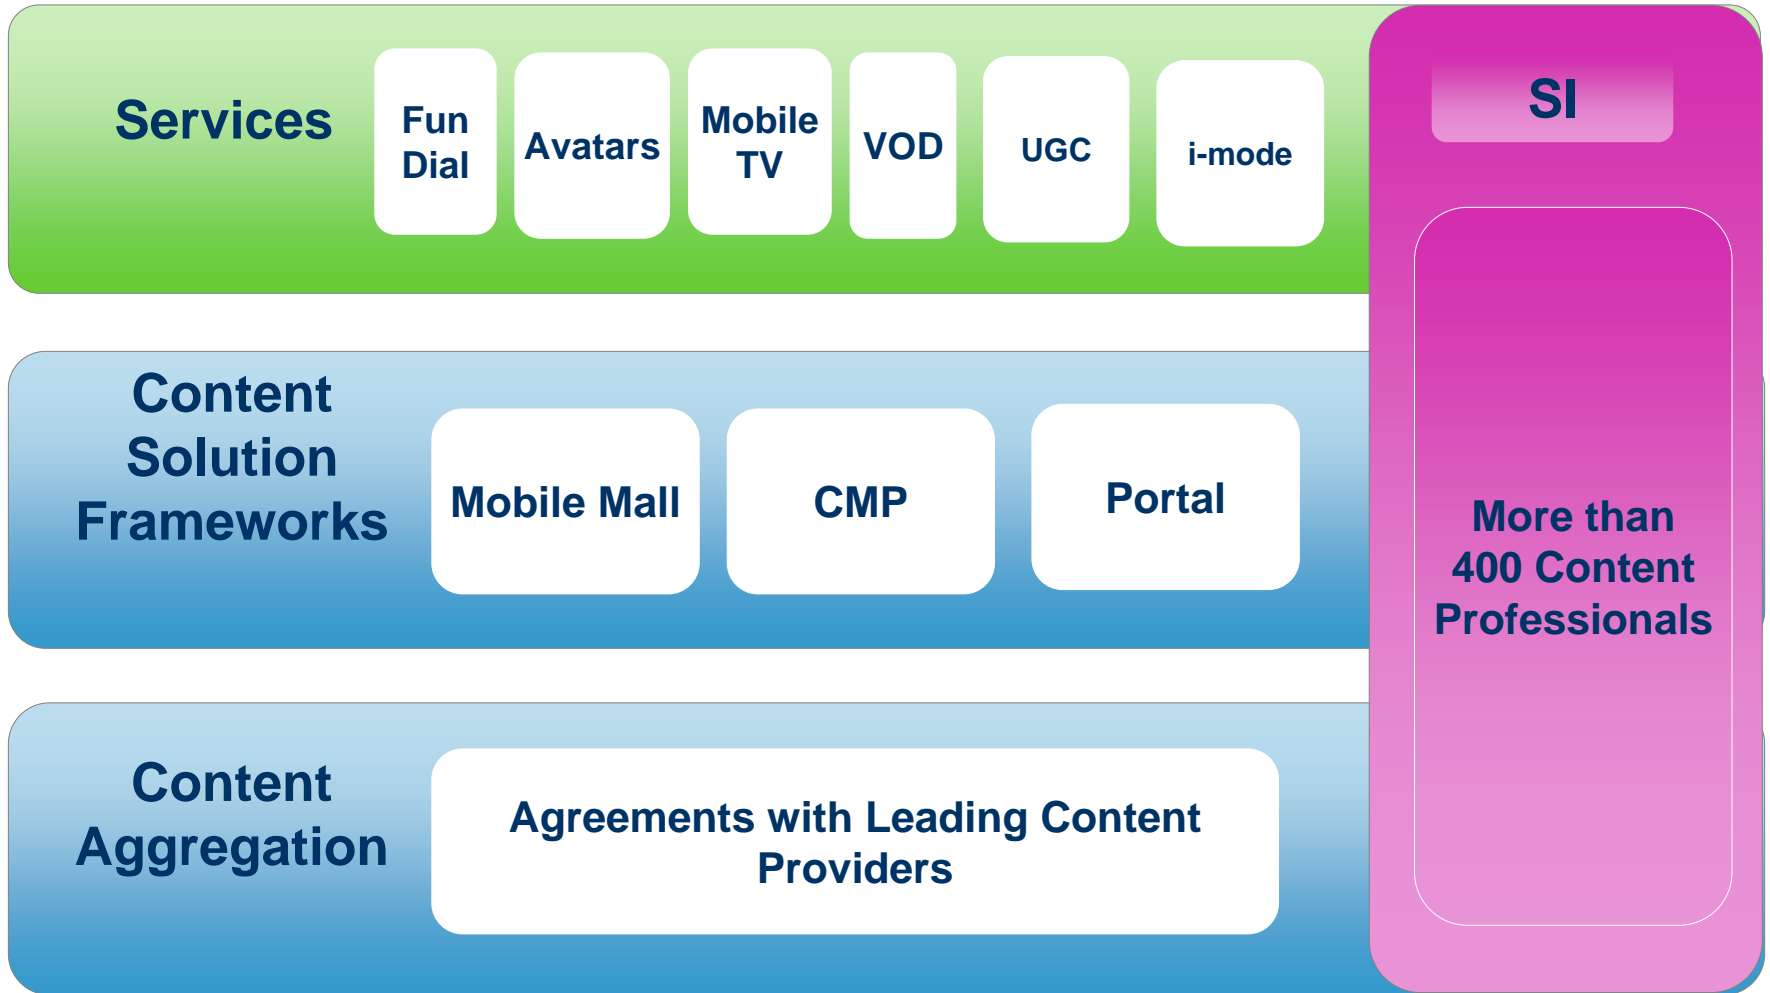 Services
Fun
Dial
Avatars
Mobile
TV
VOD
UGC
i-mode
SI
Content
Solution
Frameworks
Mobile Mall
CMP
Portal
More than
400 Content
Professionals
Content
Aggregation
Agreements with Leading Content
Providers